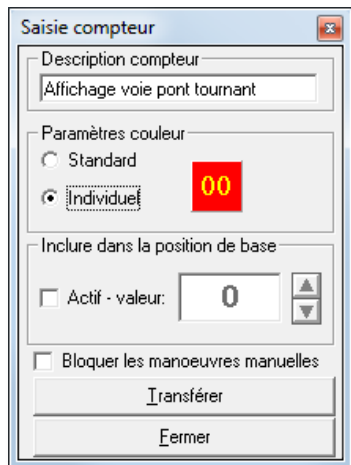 Saisie compteur
Description compteur
Affichage voie pont tournant
Paramètres couleur
Standard
00
Individuel
Inclure dans la position de base
Actif - valeur: 0
Bloquer les manoeuvres manuelles
Transférer
Fermer